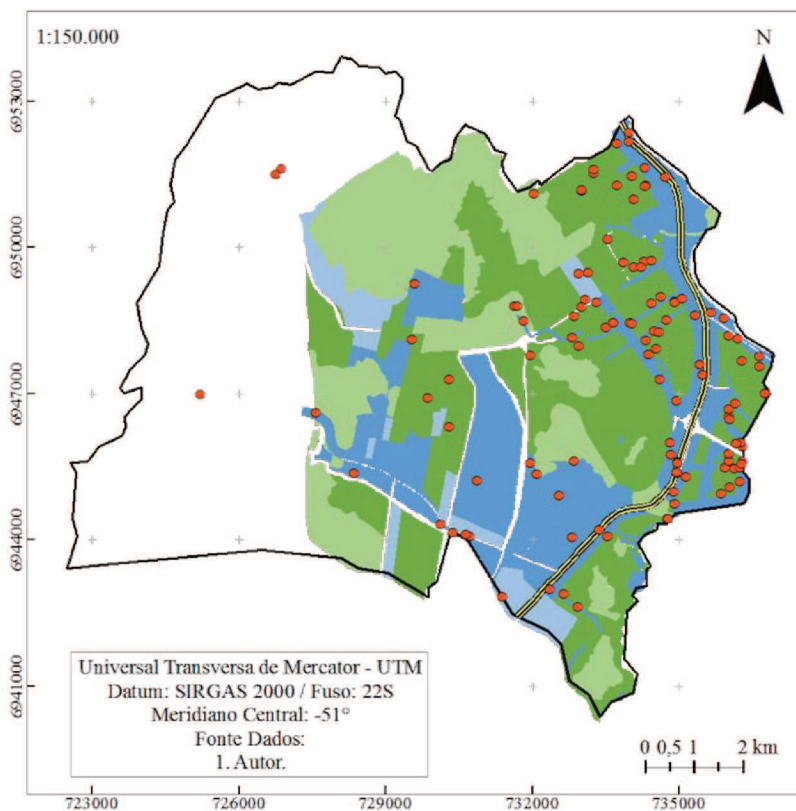 1:150.000
N
6953000
6950000
6947000
6944000
6941000
Universal Transversa de Mercator - UTM
Datum: SIRGAS 2000 / Fuso: 22S
Meridiano Central: -51°
Fonte Dados:
1. Autor.
0 0,5 1 2 km
723000 726000 729000 732000 735000